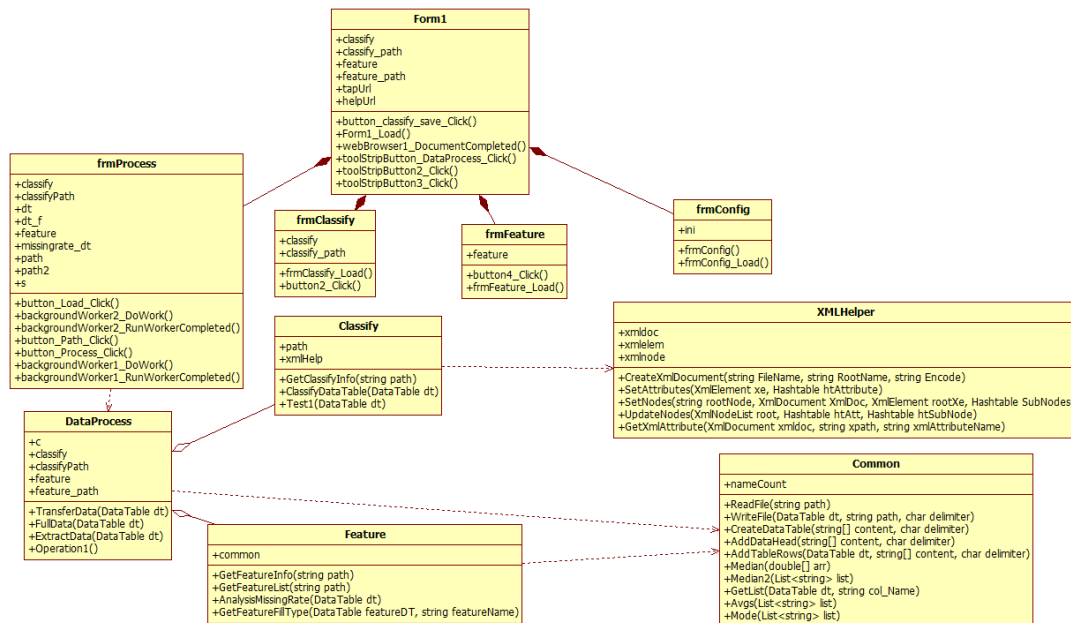 Form1
+classify
+classify_path
+feature
+feature_path
+tapUrl
+helpUrl
+button_classify_save_Click()
+Form1_Load()
+webBrowser1_DocumentCompleted()
+toolStripButton_DataProcess_Click()
+toolStripButton2_Click()
+toolStripButton3_Click()
frmProcess
+classify
+classifyPath
+dt
+dt_f
+feature
+missingrate_dt
+path
+path2
+s
+button_Load_Click()
+backgroundWorker2_DoWork()
+backgroundWorker2_RunWorkerCompleted()
+button_Path_Click()
+button_Process_Click()
+backgroundWorker1_DoWork()
+backgroundWorker1_RunWorkerCompleted()
frmClassify
+classify
+classify_path
+frmClassify_Load()
+button2_Click()
frmFeature
+feature
+button4_Click()
+frmFeature_Load()
frmConfig
+ini
+frmConfig()
+frmConfig_Load()
Classify
+path
+xmlHelp
+GetClassifyInfo(string path)
+ClassifyDataTable(DataTable dt)
+Test1(DataTable dt)
XMLHelper
+xmldoc
+xmlelem
+xmlnode
+CreateXmlDocument(string FileName, string RootName, string Encode)
+SetAttributes(XmlElement xe, Hashtable htAttribute)
+SetNodes(string rootNode, XmlDocument XmlDoc, XmlElement rootXe, Hashtable SubNodes
+UpdateNodes(XmlNodeList root, Hashtable htAtt, Hashtable htSubNode)
+GetXmlAttribute(XmlDocument xmldoc, string xpath, string xmlAttributeName)
DataProcess
+c
+classify
+classifyPath
+feature
+feature_path
+TransferData(DataTable dt)
+FullData(DataTable dt)
+ExtractData(DataTable dt)
+Operation1()
Feature
+common
+GetFeatureInfo(string path)
+GetFeatureList(string path)
+AnalysisMissingRate(DataTable dt)
+GetFeatureFillType(DataTable featureDT, string featureName)
Common
+nameCount
+ReadFile(string path)
+WriteFile(DataTable dt, string path, char delimiter)
+CreateDataTable(string[] content, char delimiter)
+AddDataHead(string[] content, char delimiter)
+AddTableRows(DataTable dt, string[] content, char delimiter)
+Median(double[] arr)
+Median2(List<string> list)
+GetList(DataTable dt, string col_Name)
+Avgs(List<string> list)
+Mode(List<string> list)